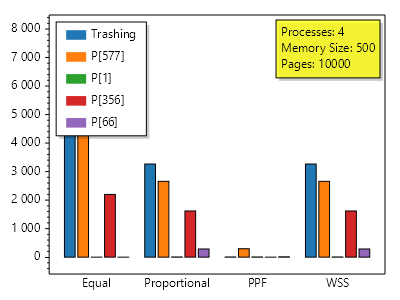 8 000
7 000
6 000
5 000
4 000
3 000
2 000
1 000
0
Trashing
P[577]
P[1]
P[356]
P[66]
Processes: 4
Memory Size: 500
Pages: 10000
Equal Proportional PPF WSS